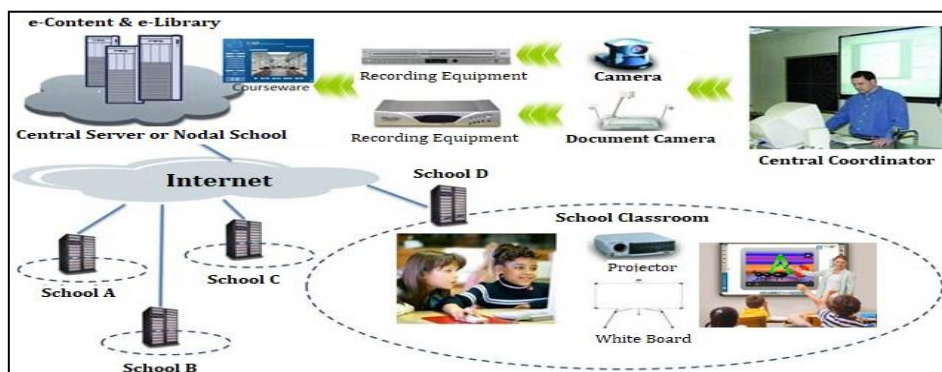 e-Content & e-Library
Courseware
Recording Equipment
Camera
Recording Equipment
Document Camera
Central Coordinator
Central Server or Nodal School
Internet
School D
School Classroom
School A
School C
Projector
White Board
School B
A